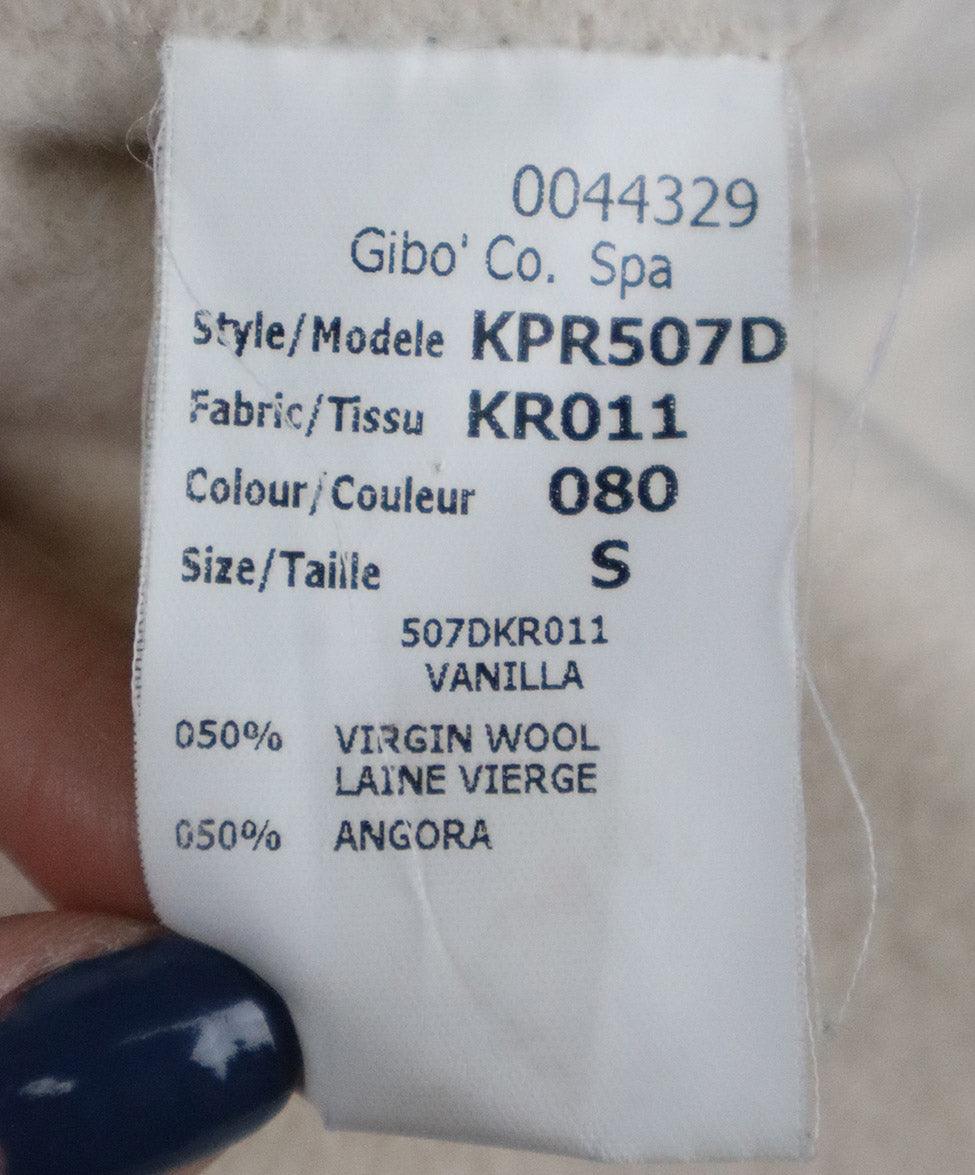 0044329
Gibo' Co. Spa
Style/Modele KPR507D
Fabric/Tissu KR011
Colour/Couleur 080
Size/Taille S
507DKR011
VANILLA
050% VIRGIN WOOL
LAINE VIERGE
050% ANGORA